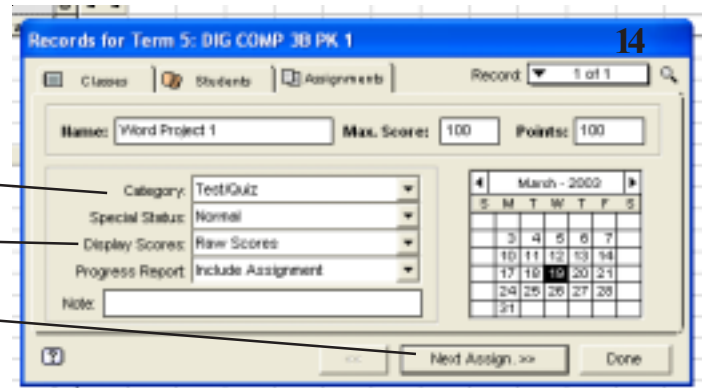 Records for Term 5: DIG COMP 3B PK 1
14
Classes Students Assignments Record: 1 of 1
Name: Word Project 1 Max. Score: 100 Points: 100
Category: Test/Quiz
Special Status: Normal
Display Scores: Raw Scores
Progress Report: Include Assignment
Note:
March - 2003
S M T W T F S
3 4 5 6 7
10 11 12 13 14
17 18 19 20 21
24 25 26 27 28
31
? << Next Assign. >> Done